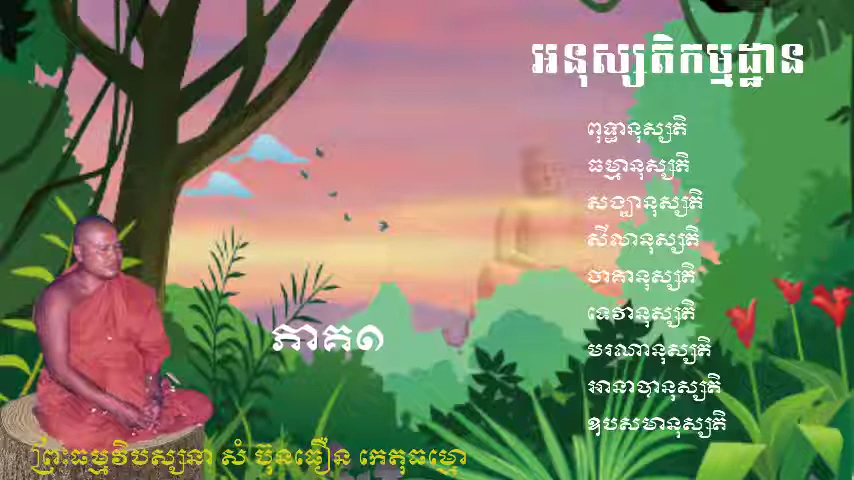 អនុស្សតិកម្មដ្ឋាន
ពុទ្ធានុស្សតិ
ធម្មានុស្សតិ
សង្ឃានុស្សតិ
សីលានុស្សតិ
ចាគានុស្សតិ
ទេវានុស្សតិ
មរណានុស្សតិ
អានាបានុស្សតិ
ឧបសមានុស្សតិ
ភាគ១
ព្រះធម្មវិបស្សនា សំ ប៊ុនធឿន កេតុធម្មោ